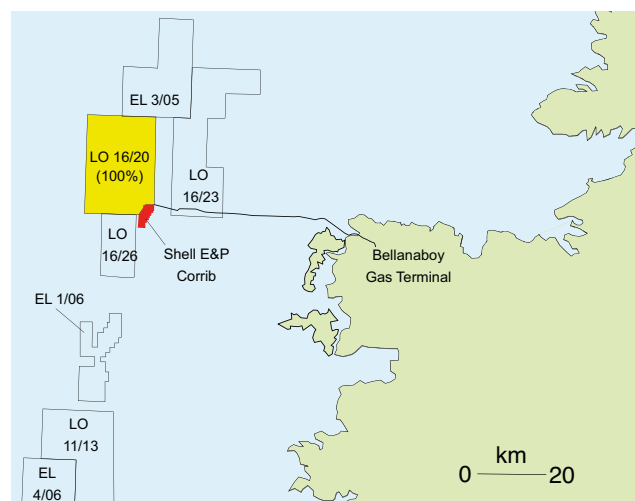 EL 3/05
LO 16/20
(100%)
LO
16/23
LO
16/26
Shell E&P
Corrib
Bellanaboy
Gas Terminal
EL 1/06
LO
11/13
EL
4/06
km
0
20